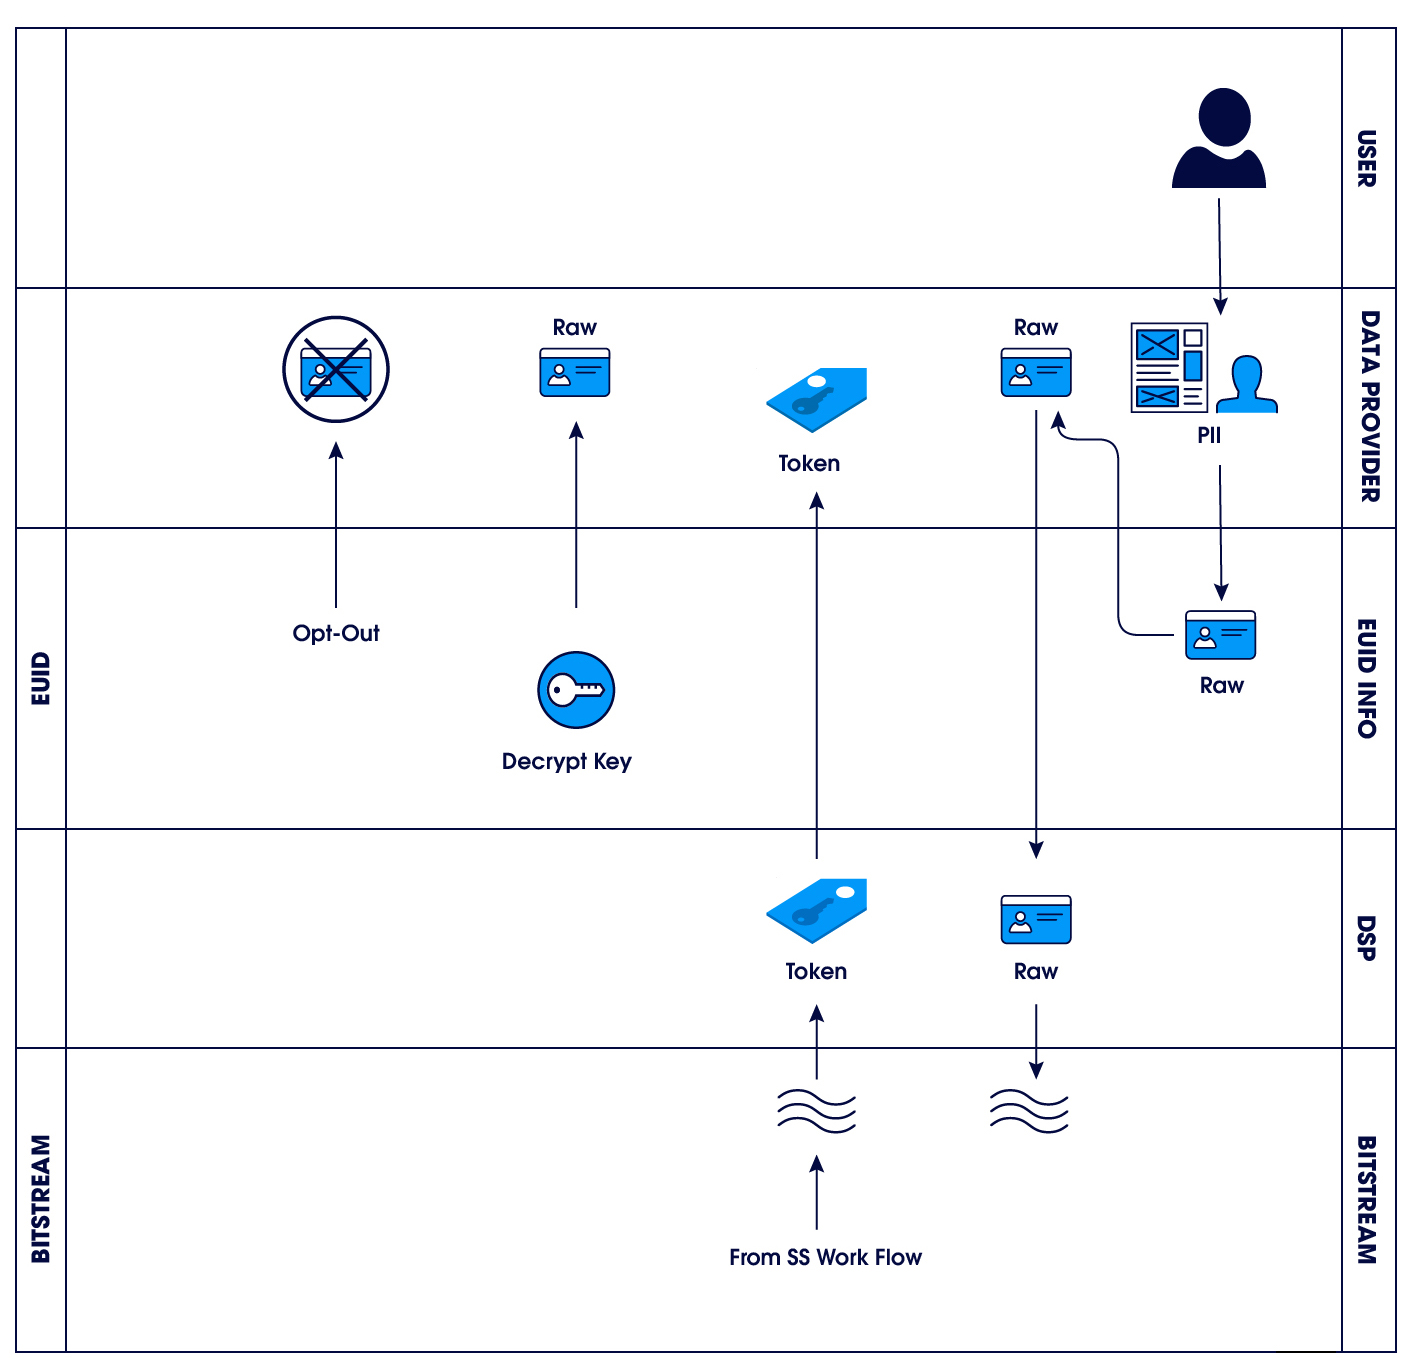 USER
Raw
Raw
DATA PROVIDER
PII
Token
Opt-Out
EUID
EUID INFO
Raw
Decrypt Key
DSP
Token
Raw
BITSTREAM
BITSTREAM
From SS Work Flow